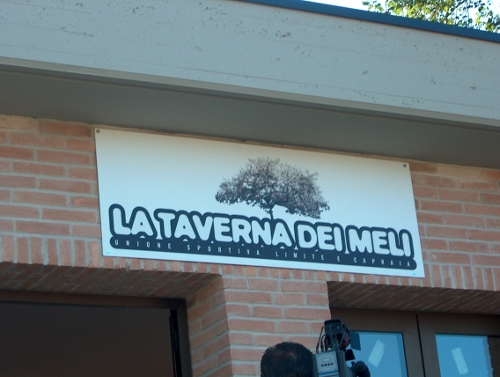 LA TAVERNA DEI MELI
UNIONE SPORTIVA LIMITE E CAPRAIA